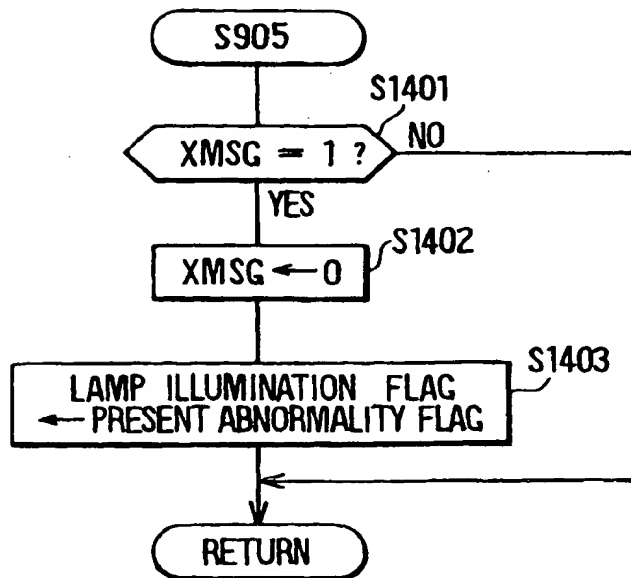 S905
S1401
XMSG = 1 ?
NO
YES
S1402
XMSG ← 0
S1403
LAMP ILLUMINATION FLAG
← PRESENT ABNORMALITY FLAG
RETURN